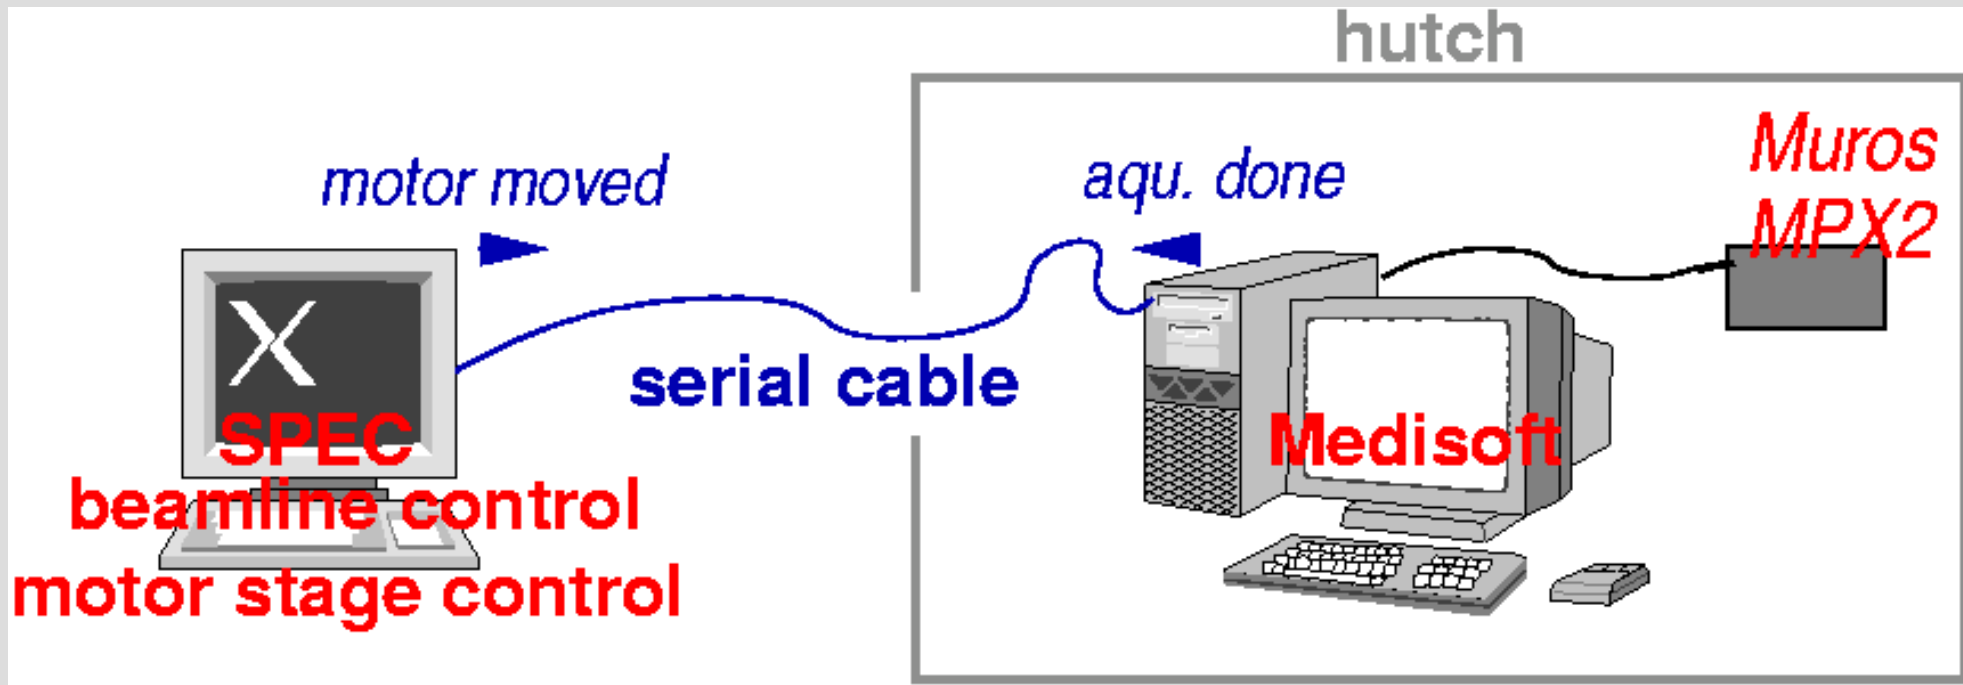 hutch
motor moved
aqu. done
Muros
MPX2
X
serial cable
SPEC
beamline control
motor stage control
Medisoft